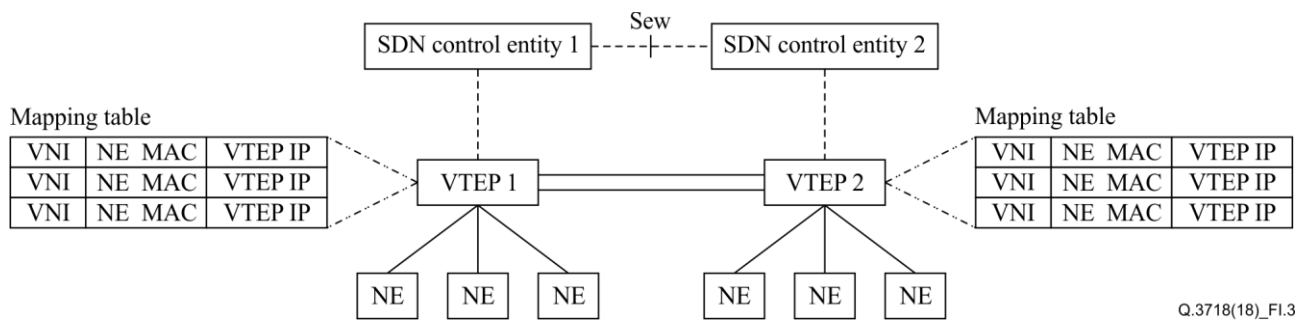 Sew
SDN control entity 1
SDN control entity 2
Mapping table
VNI NE MAC VTEP IP
VNI NE MAC VTEP IP
VNI NE MAC VTEP IP
VTEP 1
VTEP 2
Mapping table
VNI NE MAC VTEP IP
VNI NE MAC VTEP IP
VNI NE MAC VTEP IP
NE NE NE
NE NE NE
Q.3718(18)_FI.3